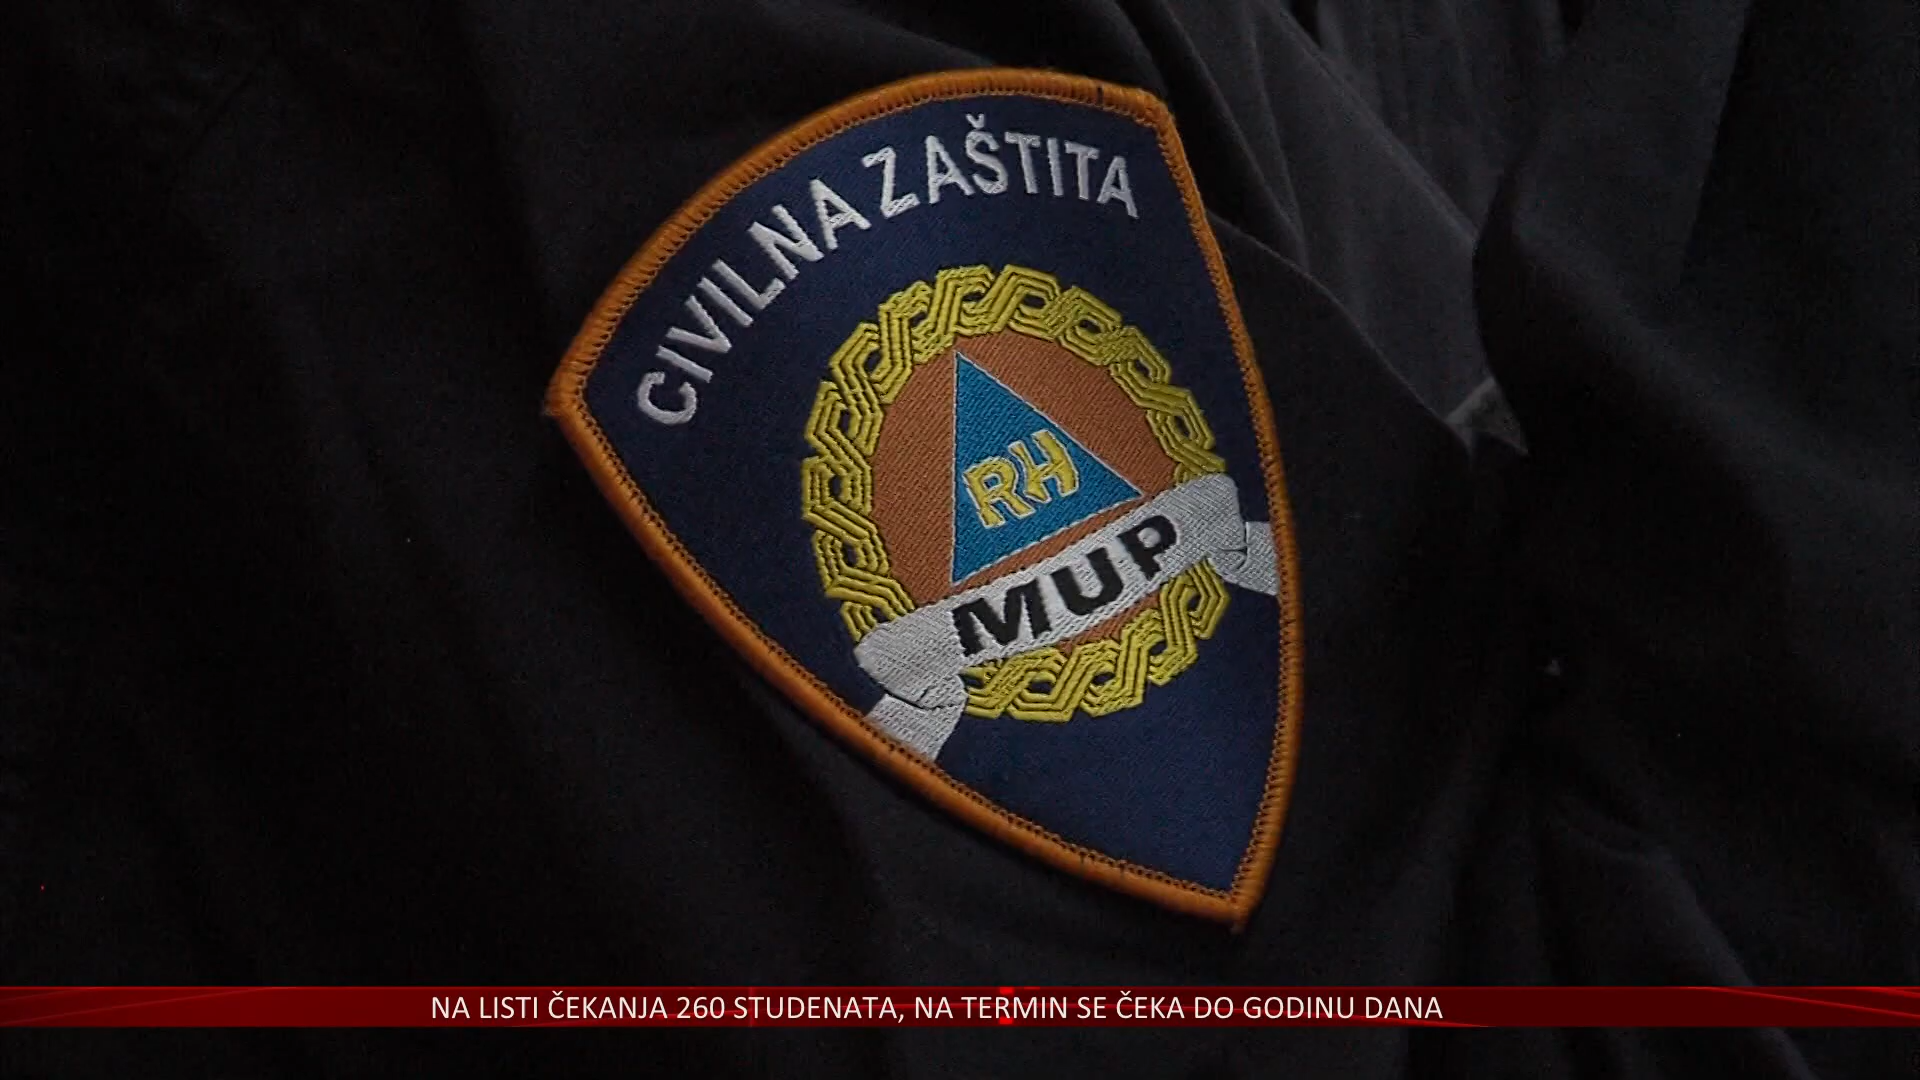 CIVILNA ZAŠTITA
RH
MUP
NA LISTI ČEKANJA 260 STUDENATA, NA TERMIN SE ČEKA DO GODINU DANA